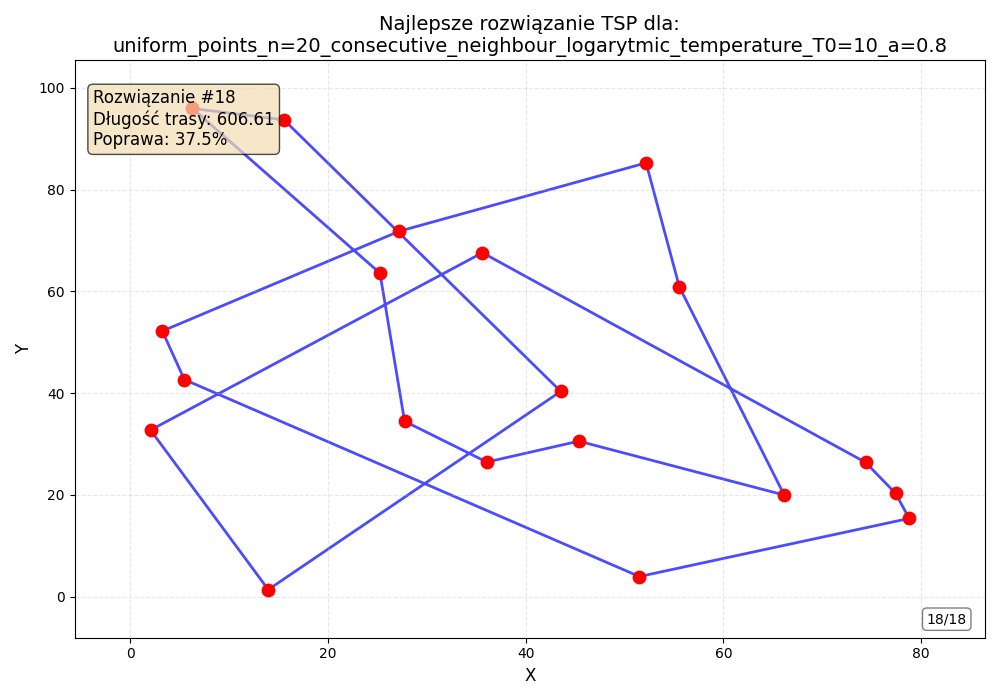 Najlepsze rozwiązanie TSP dla:
uniform_points_n=20_consecutive_neighbour_logarytmic_temperature_T0=10_a=0.8
Rozwiązanie #18
Długość trasy: 606.61
Poprawa: 37.5%
100
80
60
40
20
0
Y
0 20 40 60 80
X
18/18